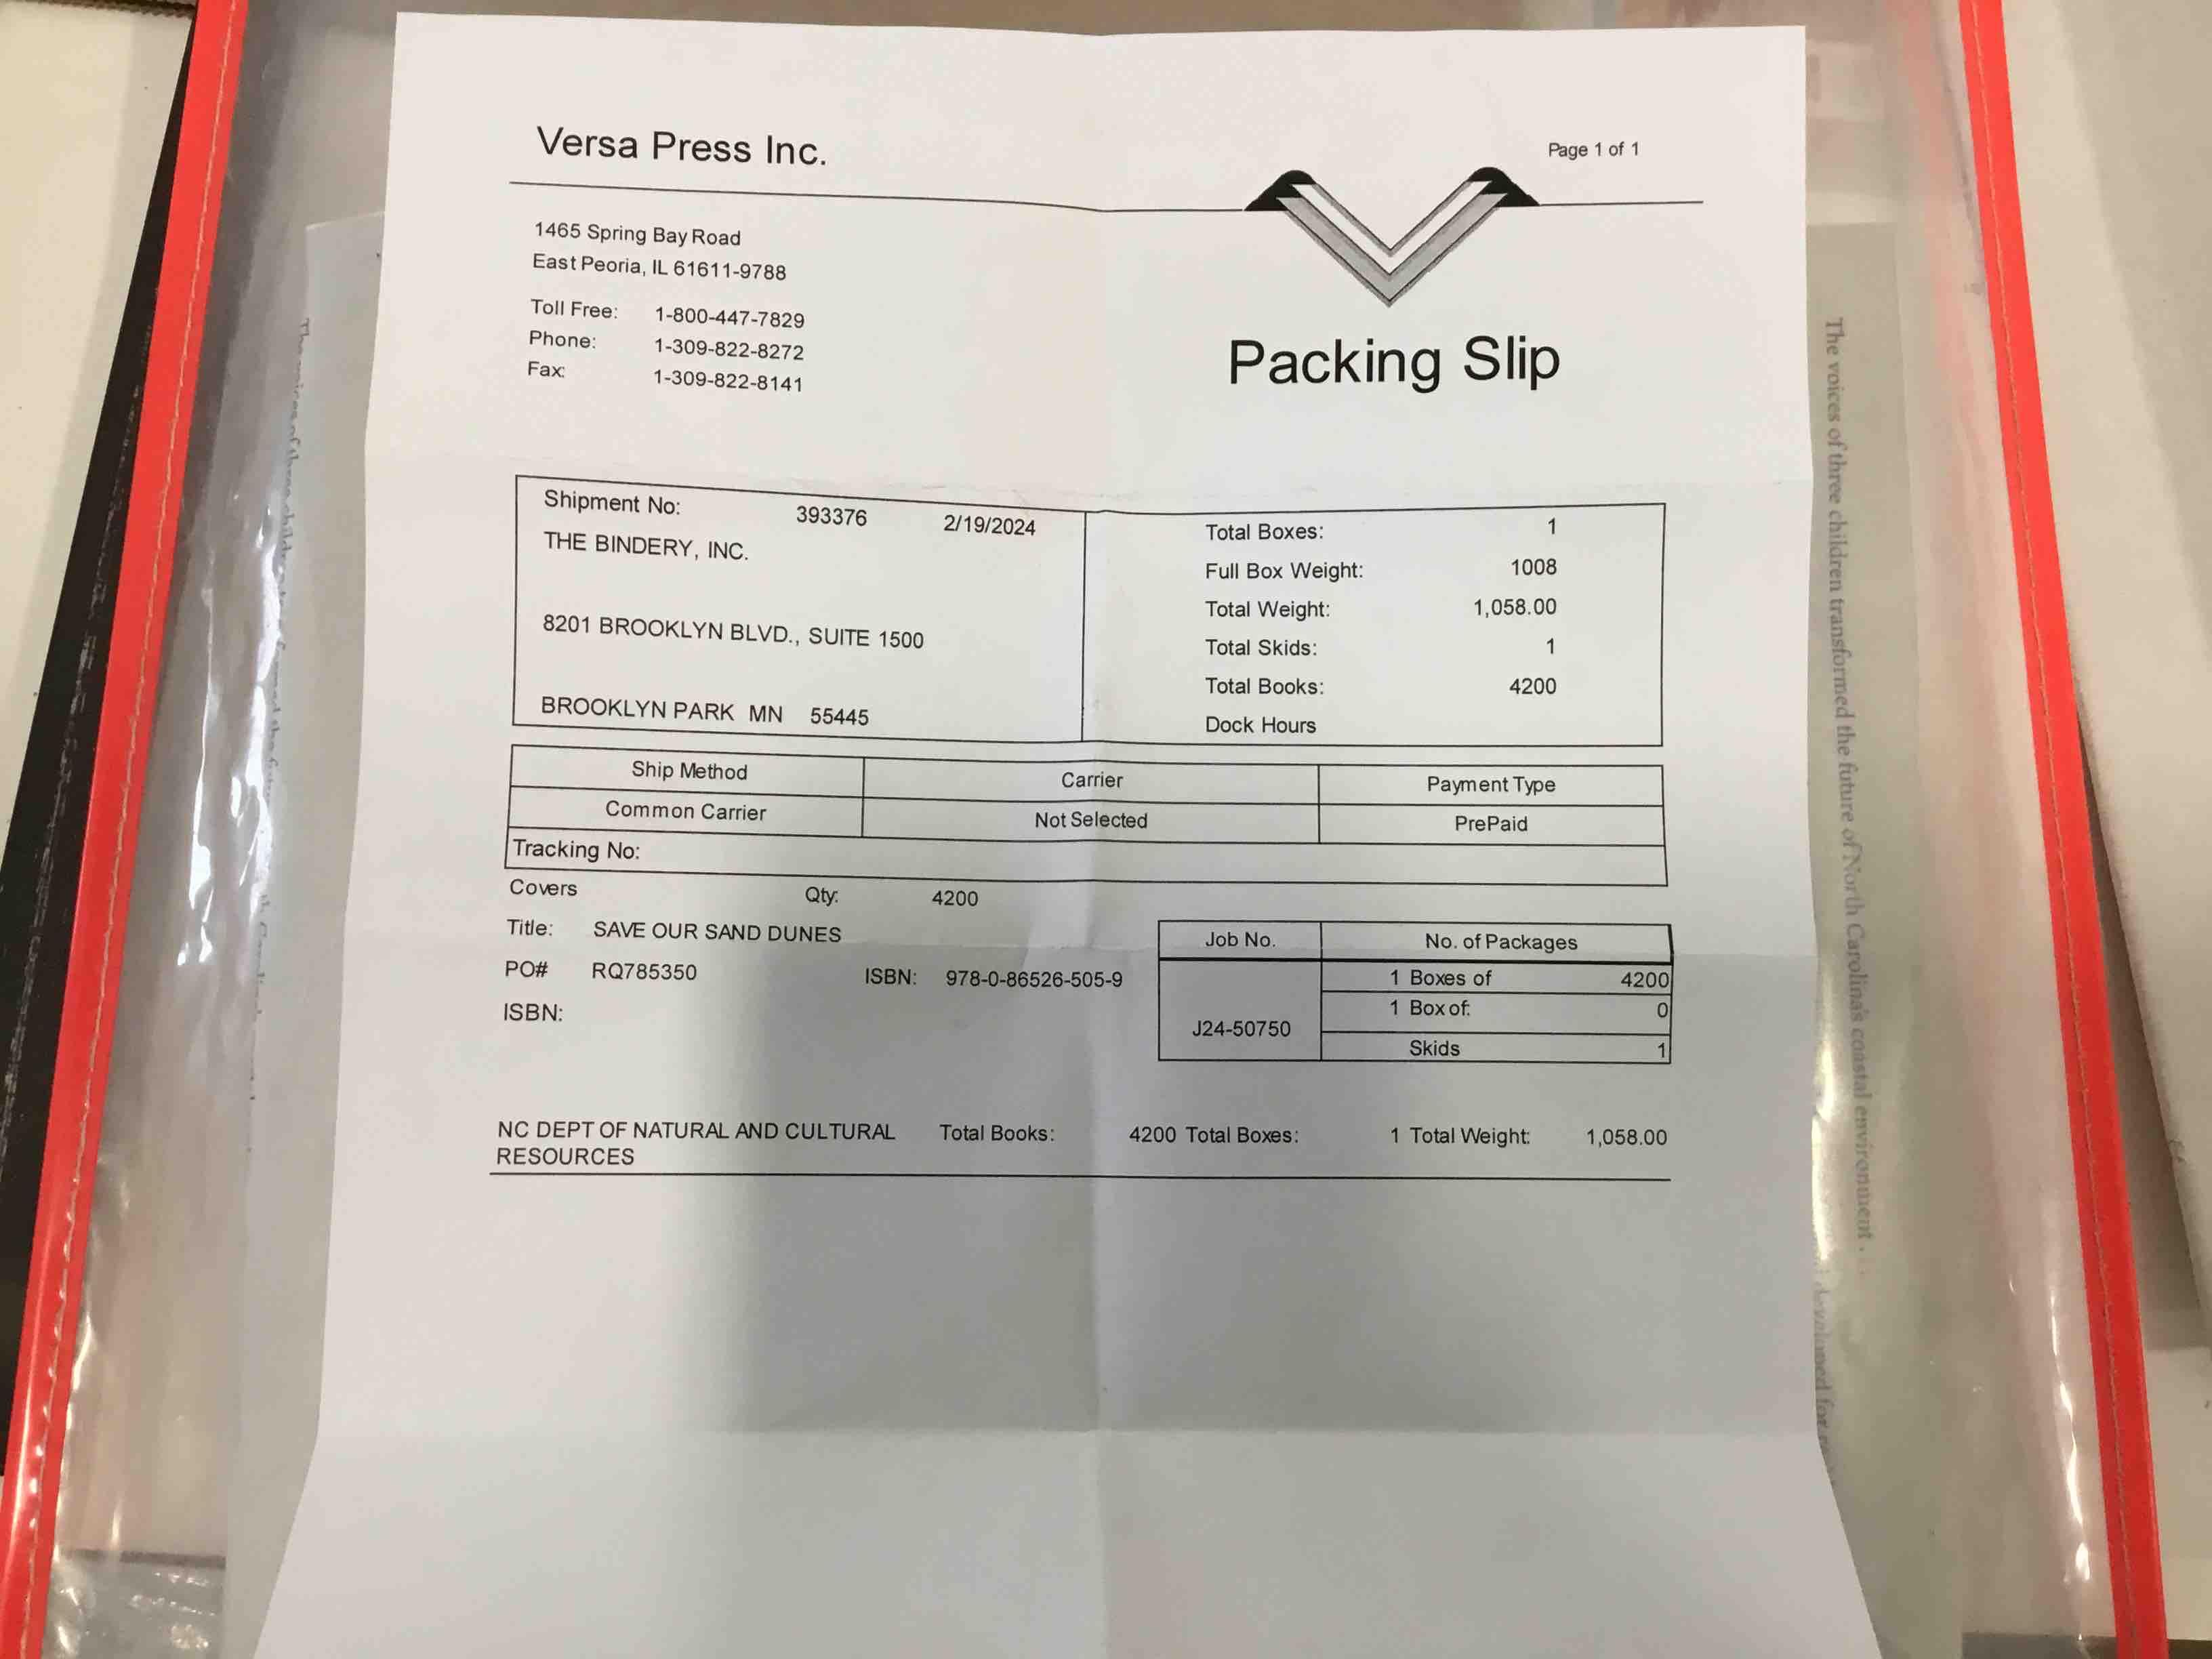 Versa Press Inc.
Page 1 of 1
1465 Spring Bay Road
East Peoria, IL 61611-9788
Toll Free: 1-800-447-7829
Phone: 1-309-822-8272
Fax: 1-309-822-8141
Packing Slip
Shipment No: 393376 2/19/2024
THE BINDERY, INC.
8201 BROOKLYN BLVD., SUITE 1500
BROOKLYN PARK MN 55445
Total Boxes: 1
Full Box Weight: 1008
Total Weight: 1,058.00
Total Skids: 1
Total Books: 4200
Dock Hours
Ship Method Carrier Payment Type
Common Carrier Not Selected PrePaid
Tracking No:
Covers Qty: 4200
Title: SAVE OUR SAND DUNES
PO# RQ785350 ISBN: 978-0-86526-505-9
ISBN:
Job No. No. of Packages
J24-50750
1 Boxes of 4200
1 Box of: 0
Skids 1
NC DEPT OF NATURAL AND CULTURAL Total Books: 4200 Total Boxes: 1 Total Weight: 1,058.00
RESOURCES
The voices of three children transformed the future of North Carolina's coastal environment . . .